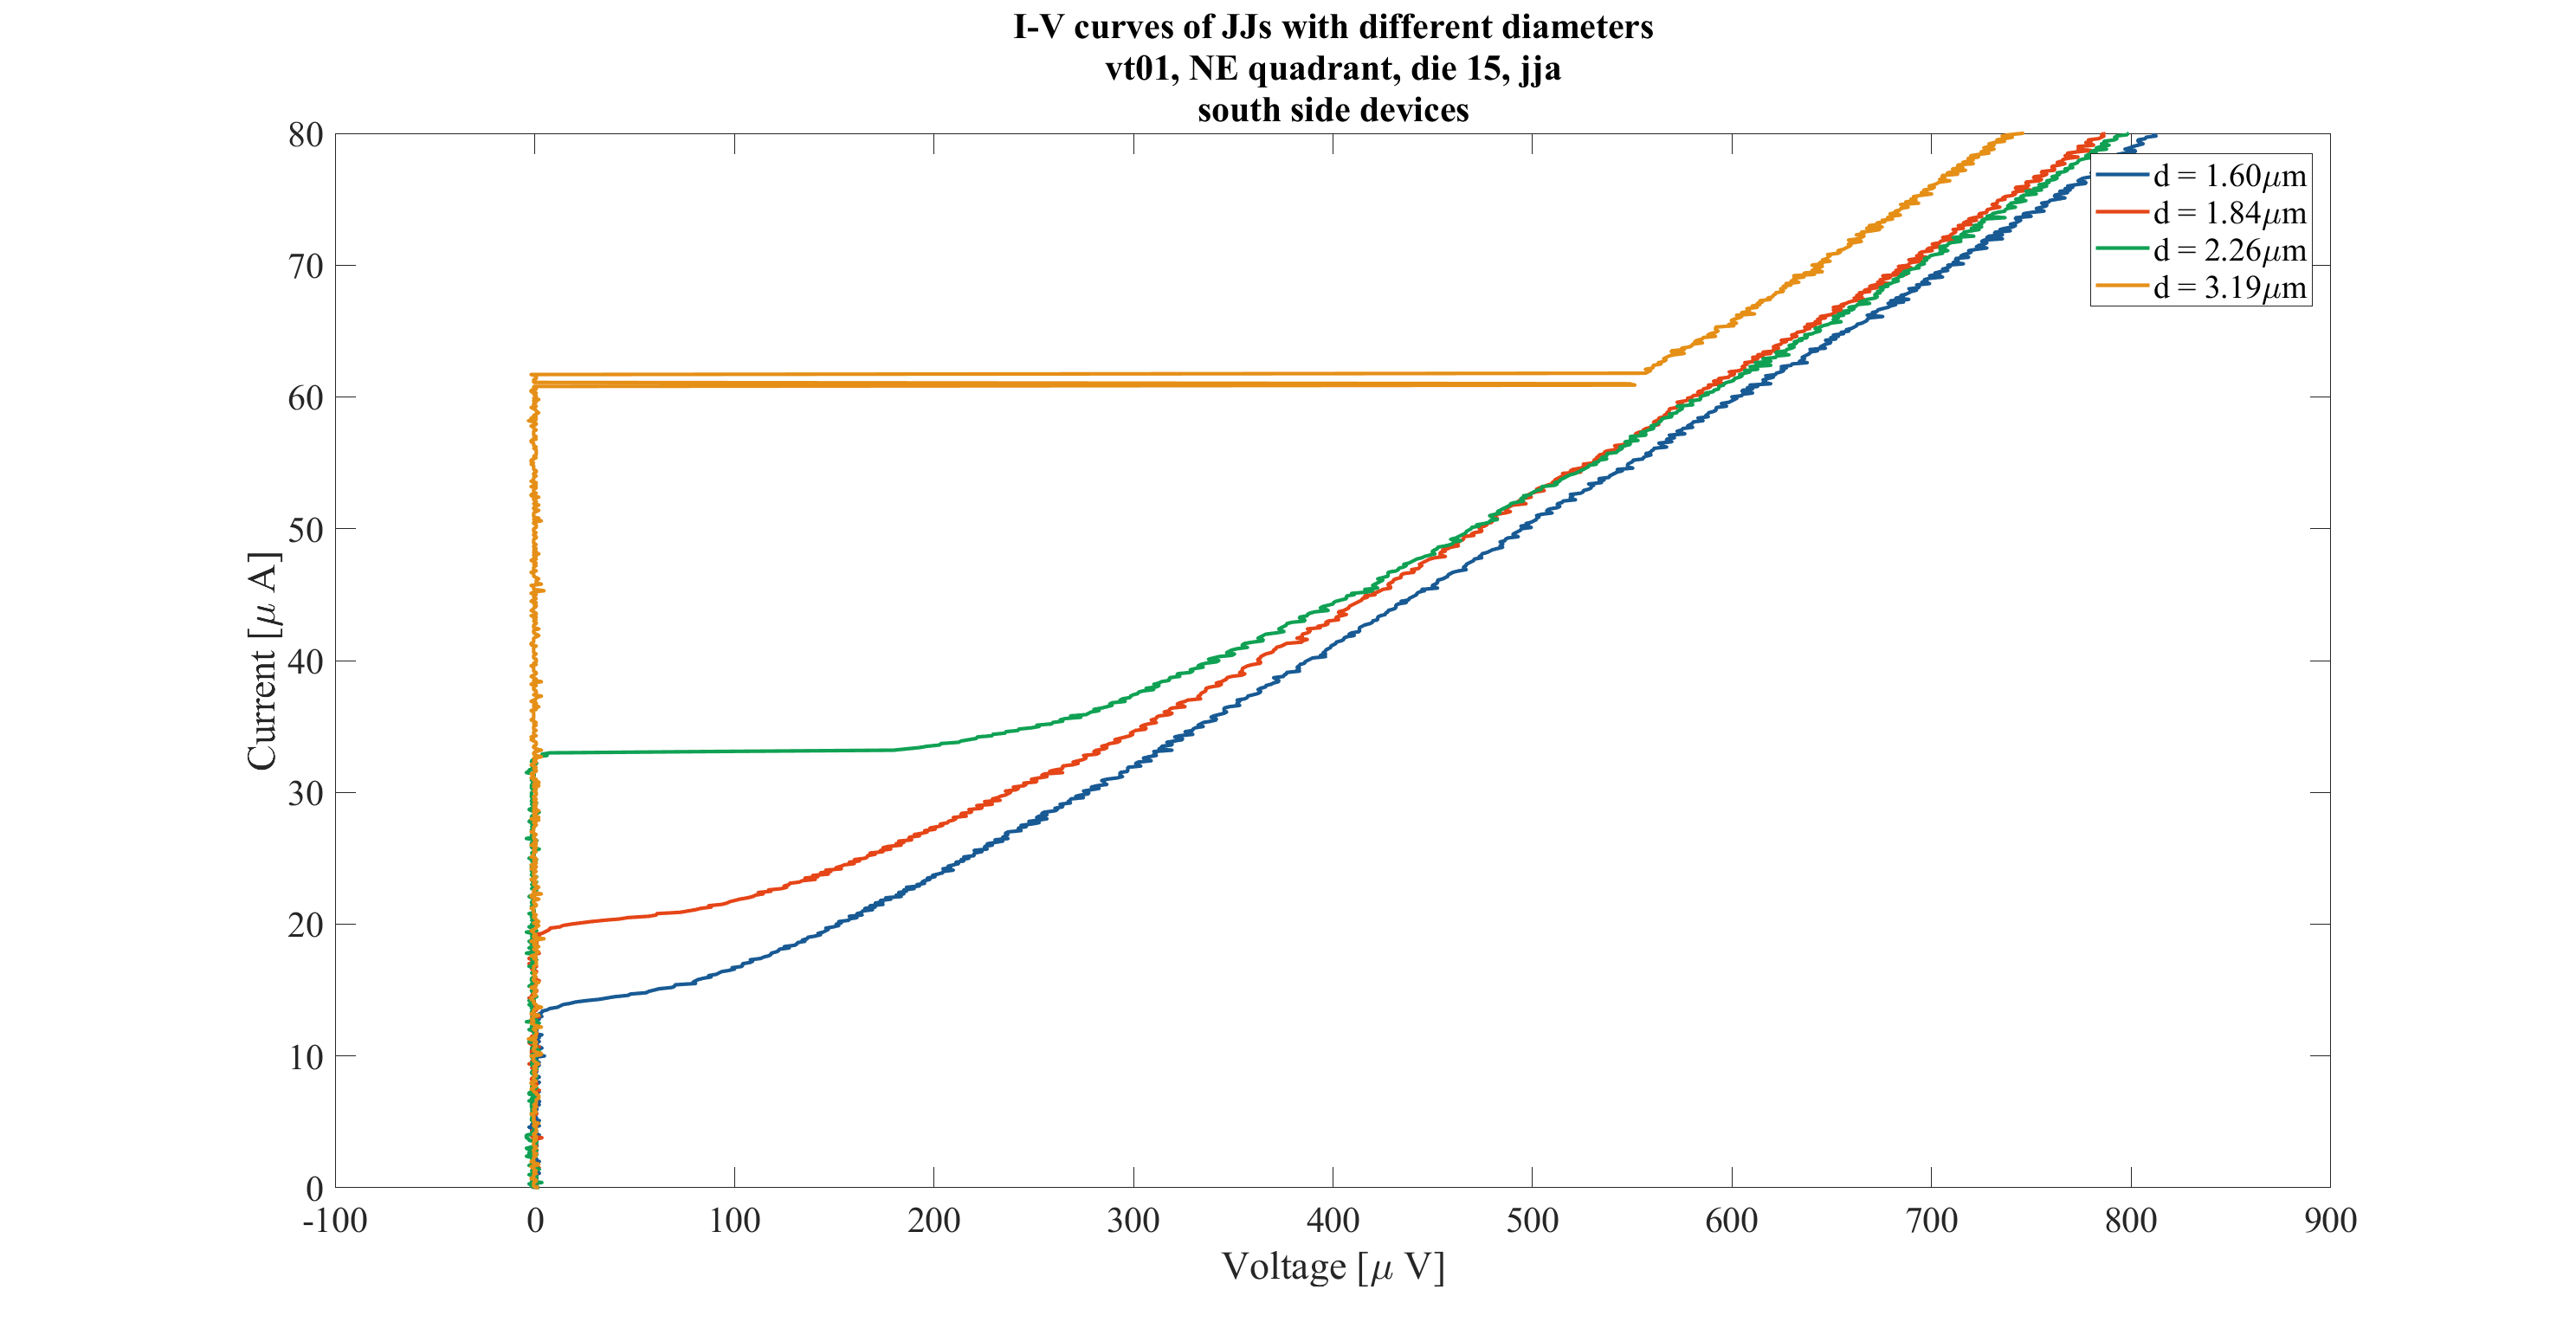 I-V curves of JJs with different diameters
vt01, NE quadrant, die 15, jja
south side devices
80
70
60
50
40
30
20
10
0
Current [μ A]
d = 1.60μm
d = 1.84μm
d = 2.26μm
d = 3.19μm
-100 0 100 200 300 400 500 600 700 800 900
Voltage [μ V]